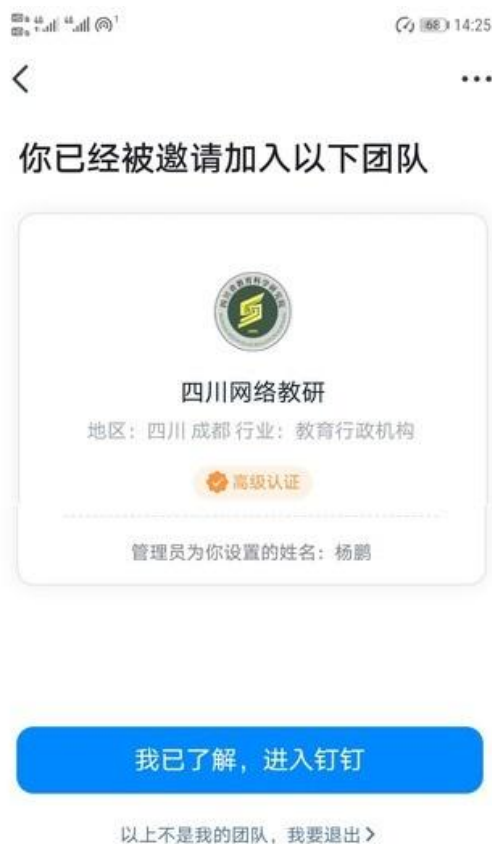 68 14:25
你已经被邀请加入以下团队
四川网络教研
地区：四川 成都 行业：教育行政机构
高级认证
管理员为你设置的姓名：杨鹏
我已了解，进入钉钉
以上不是我的团队，我要退出